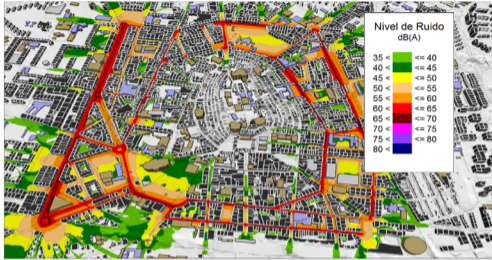 Nivel de Ruido
dB(A)
35 < <= 40
40 < <= 45
45 < <= 50
50 < <= 55
55 < <= 60
60 < <= 65
65 < <= 70
70 < <= 75
75 < <= 80
80 <